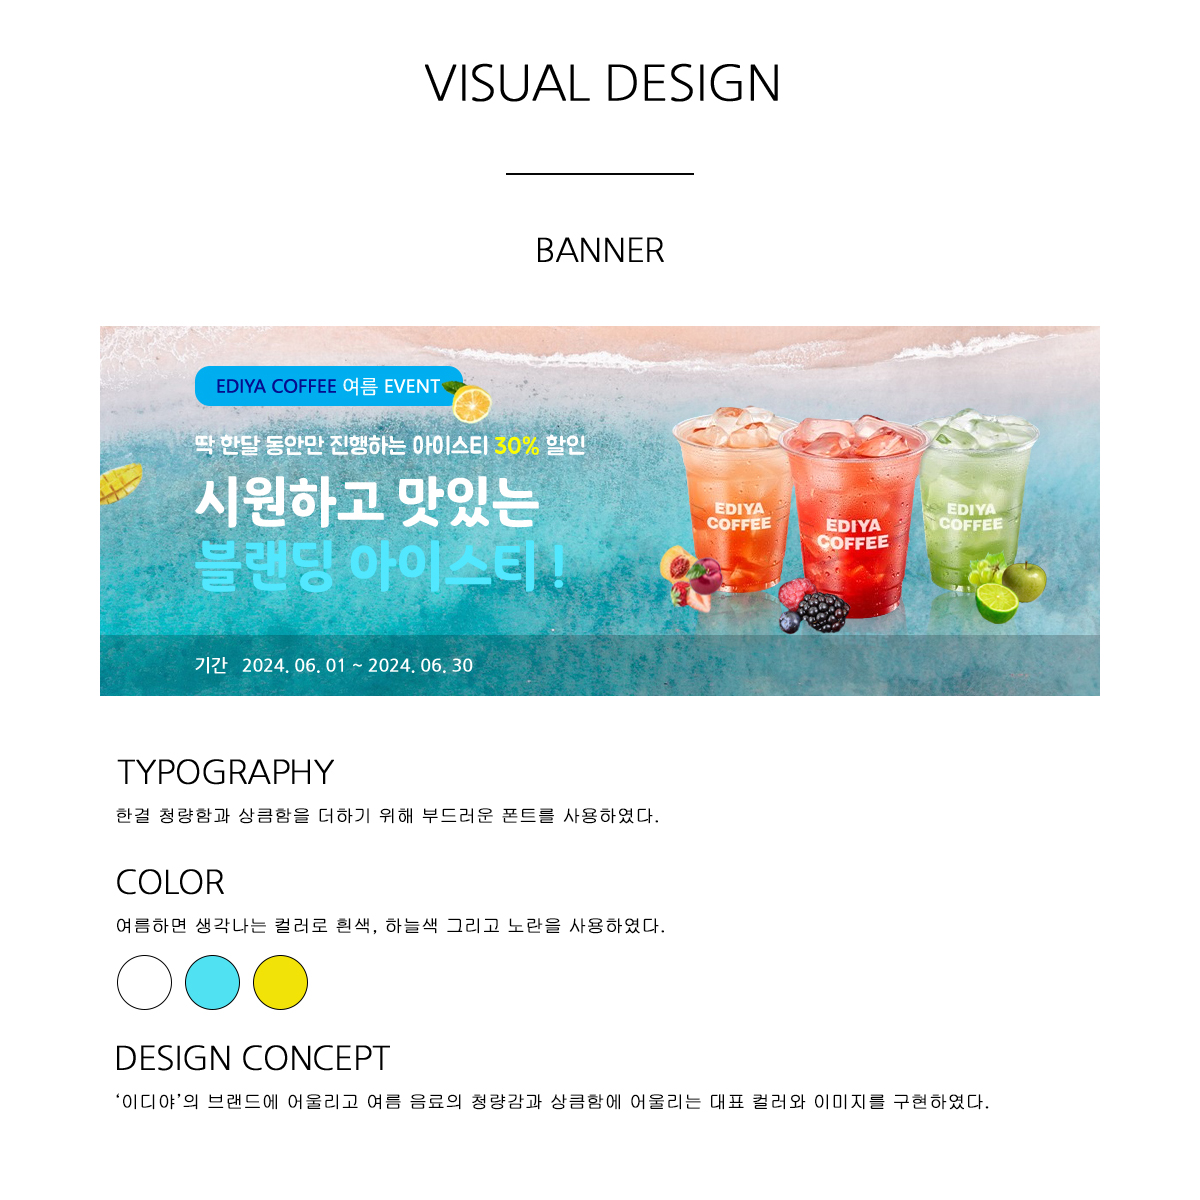 VISUAL DESIGN
BANNER
EDIYA COFFEE 여름 EVENT
딱 한달 동안만 진행하는 아이스티 30% 할인
시원하고 맛있는
블랜딩 아이스티 !
EDIYA
COFFEE
EDIYA
COFFEE
EDIYA
COFFEE
기간 2024. 06. 01 ~ 2024. 06. 30
TYPOGRAPHY
한결 청량함과 상큼함을 더하기 위해 부드러운 폰트를 사용하였다.
COLOR
여름하면 생각나는 컬러로 흰색, 하늘색 그리고 노란을 사용하였다.
DESIGN CONCEPT
‘이디야’의 브랜드에 어울리고 여름 음료의 청량감과 상큼함에 어울리는 대표 컬러와 이미지를 구현하였다.